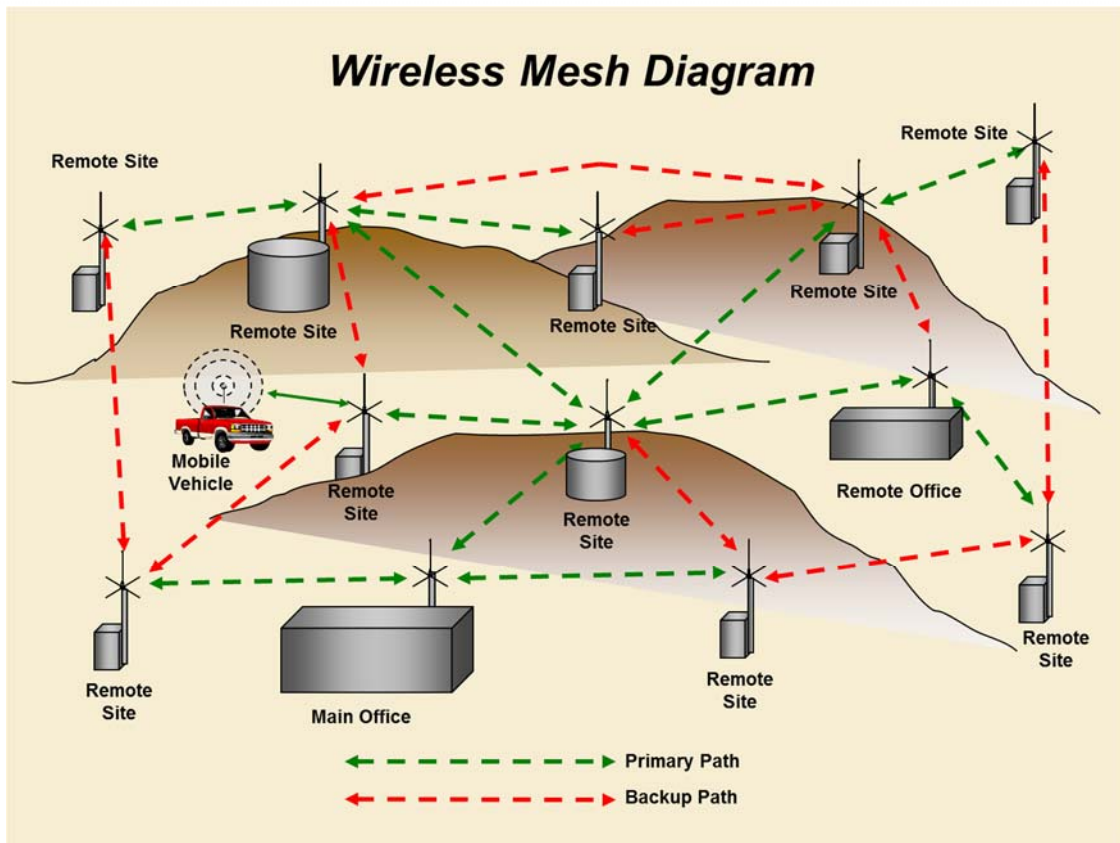 Wireless Mesh Diagram
Remote Site
Remote Site
Remote Site
Remote Site
Remote Site
Mobile
Vehicle
Remote
Site
Remote
Site
Remote Office
Remote
Site
Main Office
Remote
Site
Remote
Site
Primary Path
Backup Path